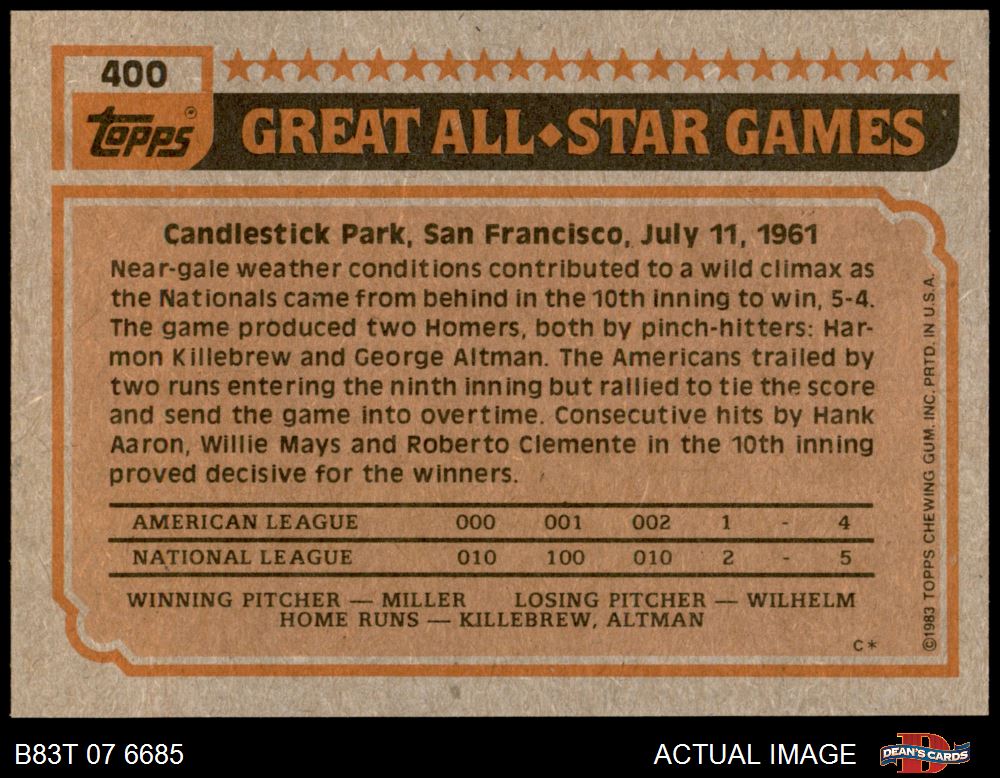 400
topps®
GREAT ALL◆STAR GAMES
Candlestick Park, San Francisco, July 11, 1961
Near-gale weather conditions contributed to a wild climax as
the Nationals came from behind in the 10th inning to win, 5-4.
The game produced two Homers, both by pinch-hitters: Har-
mon Killebrew and George Altman. The Americans trailed by
two runs entering the ninth inning but rallied to tie the score
and send the game into overtime. Consecutive hits by Hank
Aaron, Willie Mays and Roberto Clemente in the 10th inning
proved decisive for the winners.
AMERICAN LEAGUE 000 001 002 1 - 4
NATIONAL LEAGUE 010 100 010 2 - 5
WINNING PITCHER — MILLER LOSING PITCHER — WILHELM
HOME RUNS — KILLEBREW, ALTMAN
C*
©1983 TOPPS CHEWING GUM. INC. PRTD. IN U.S.A.
B83T 07 6685
ACTUAL IMAGE
D
DEAN'S CARDS